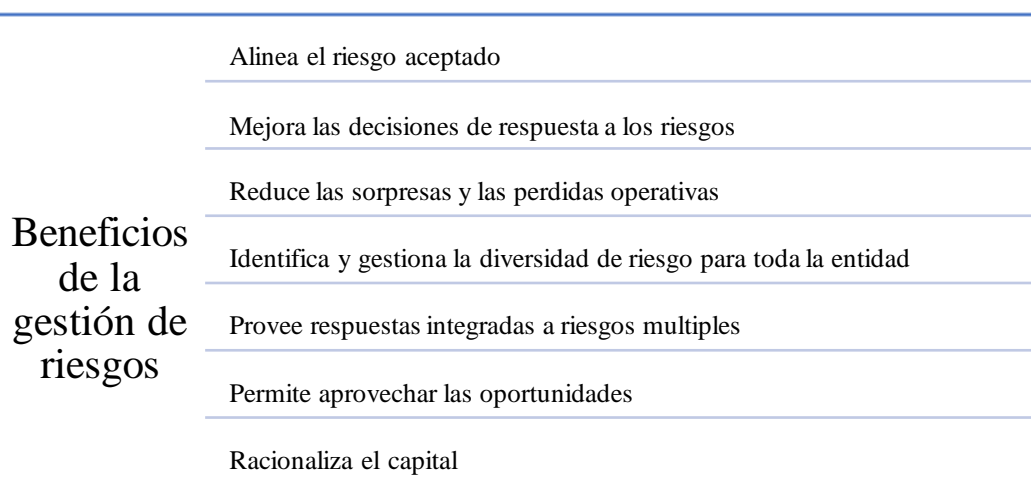 Beneficios
de la
gestión de
riesgos
Alinea el riesgo aceptado
Mejora las decisiones de respuesta a los riesgos
Reduce las sorpresas y las perdidas operativas
Identifica y gestiona la diversidad de riesgo para toda la entidad
Provee respuestas integradas a riesgos multiples
Permite aprovechar las oportunidades
Racionaliza el capital